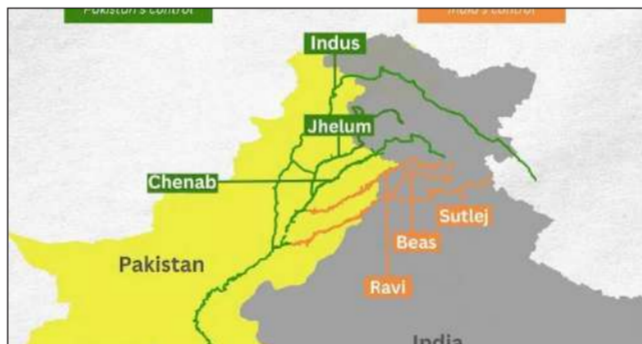 Pakistan's control
India's control
Indus
Jhelum
Chenab
Sutlej
Beas
Pakistan
Ravi
India